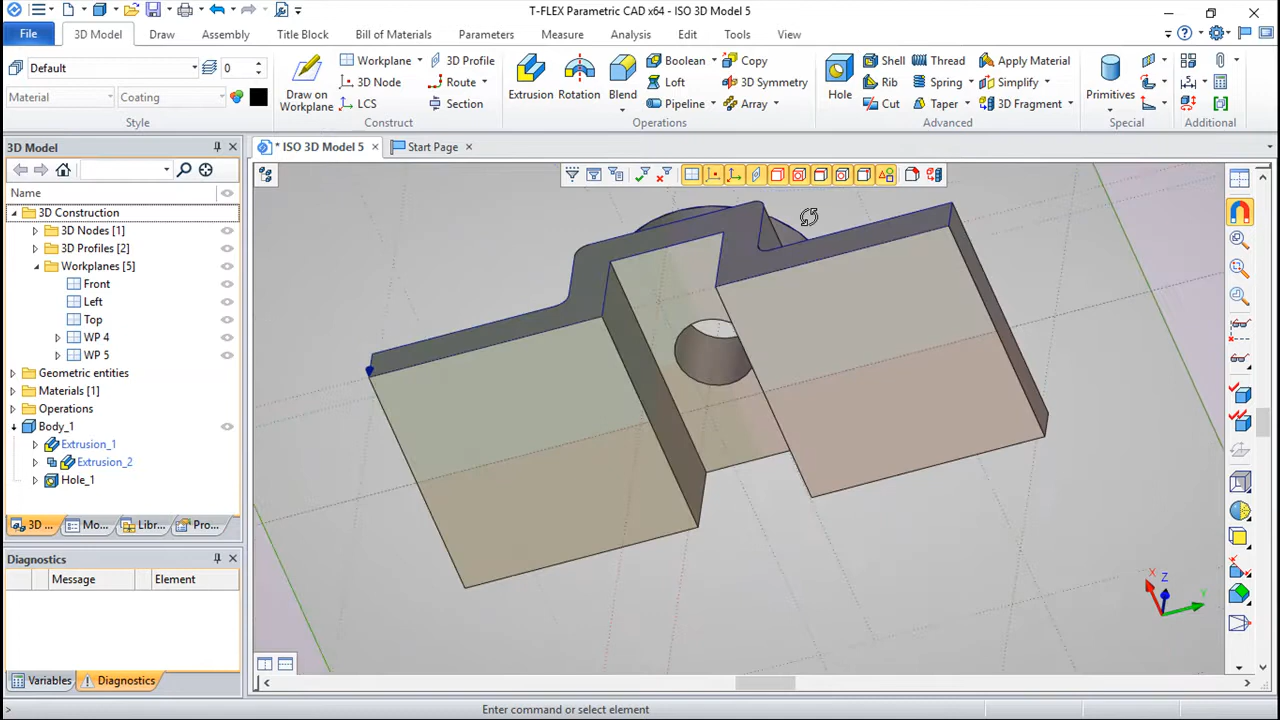 T-FLEX Parametric CAD x64 - ISO 3D Model 5
File
3D Model
Draw
Assembly
Title Block
Bill of Materials
Parameters
Measure
Analysis
Edit
Tools
View
Default
0
Material
Coating
Style
Draw on
Workplane
Workplane
3D Node
LCS
3D Profile
Route
Section
Construct
Extrusion
Rotation
Blend
Boolean
Loft
Pipeline
Copy
3D Symmetry
Array
Operations
Hole
Shell
Rib
Cut
Thread
Spring
Taper
Apply Material
Simplify
3D Fragment
Advanced
Primitives
Special
Additional
3D Model
* ISO 3D Model 5
Start Page
Name
3D Construction
3D Nodes [1]
3D Profiles [2]
Workplanes [5]
Front
Left
Top
WP 4
WP 5
Geometric entities
Materials [1]
Operations
Body_1
Extrusion_1
Extrusion_2
Hole_1
3D ...
Mo...
Libr...
Pro...
Diagnostics
Message
Element
Variables
Diagnostics
X
Z
Y
> Enter command or select element